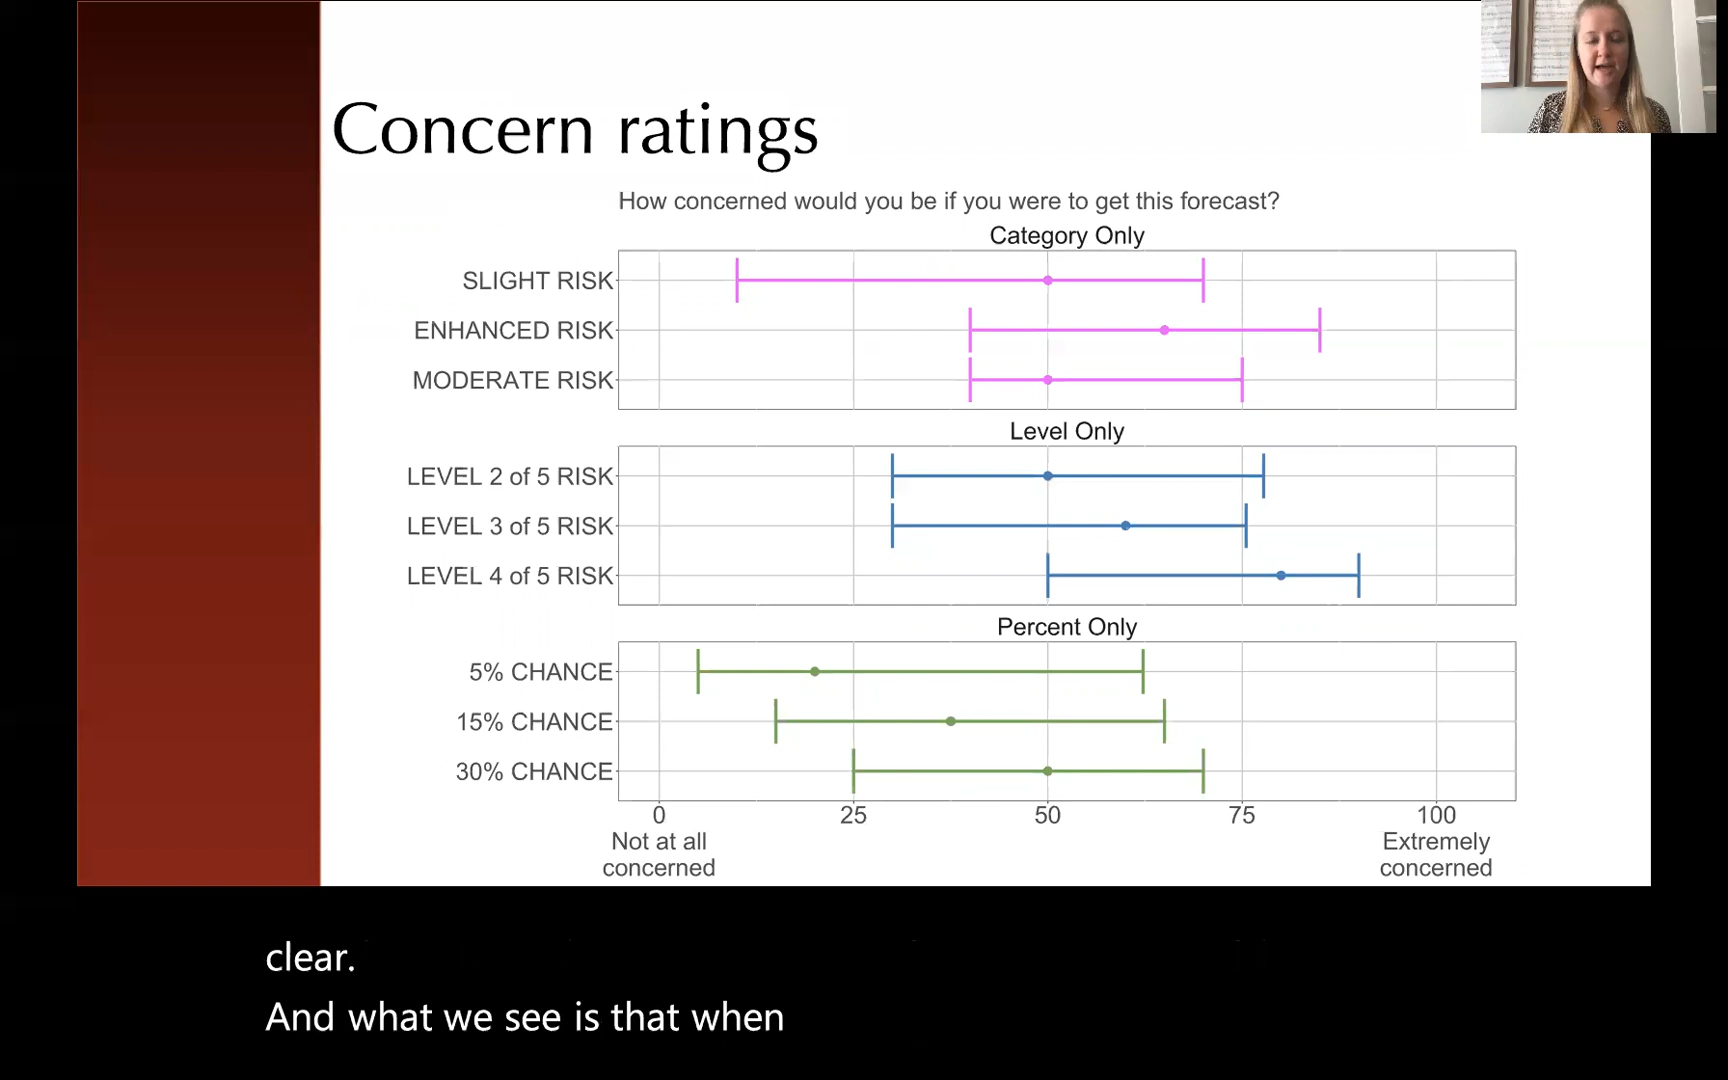 Concern ratings
How concerned would you be if you were to get this forecast?
Category Only
SLIGHT RISK
ENHANCED RISK
MODERATE RISK
Level Only
LEVEL 2 of 5 RISK
LEVEL 3 of 5 RISK
LEVEL 4 of 5 RISK
Percent Only
5% CHANCE
15% CHANCE
30% CHANCE
0 25 50 75 100
Not at all Extremely
concerned concerned
clear.
And what we see is that when